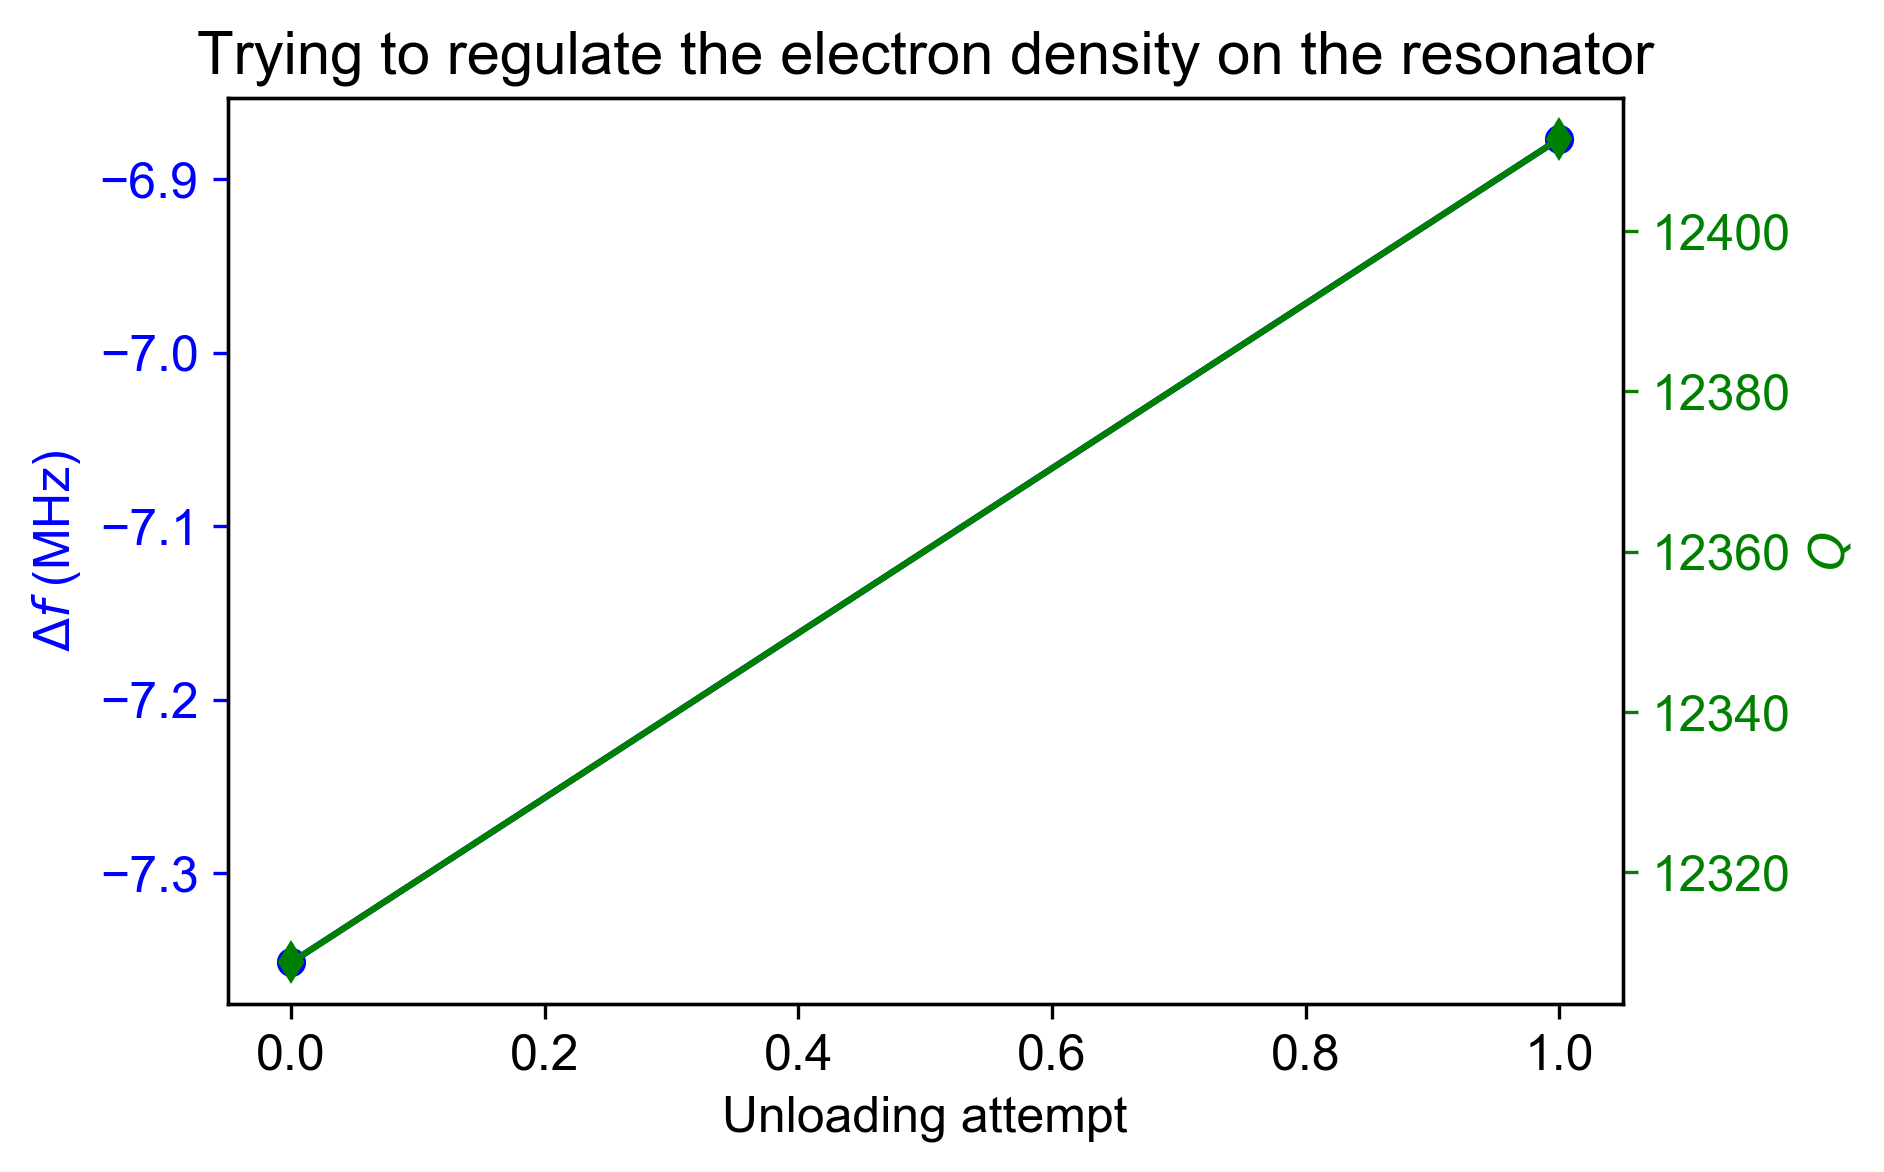 Trying to regulate the electron density on the resonator
−6.9
−7.0
−7.1
−7.2
−7.3
Δf (MHz)
12400
12380
12360
12340
12320
Q
0.0 0.2 0.4 0.6 0.8 1.0
Unloading attempt